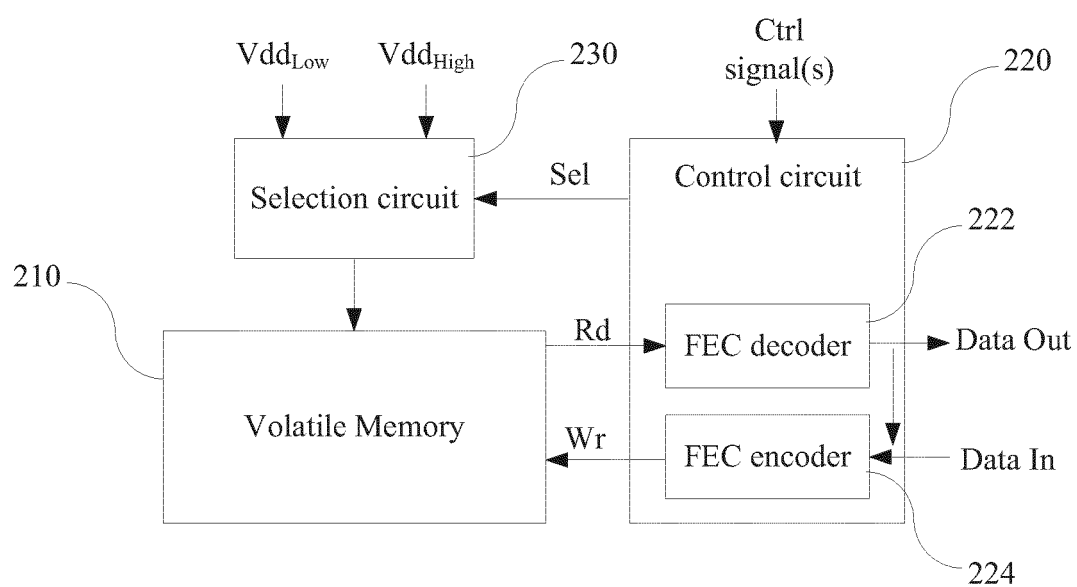 Vdd_Low
Vdd_High
230
Ctrl
signal(s)
220
Selection circuit
Sel
Control circuit
222
210
Rd
FEC decoder
Data Out
Volatile Memory
Wr
FEC encoder
Data In
224